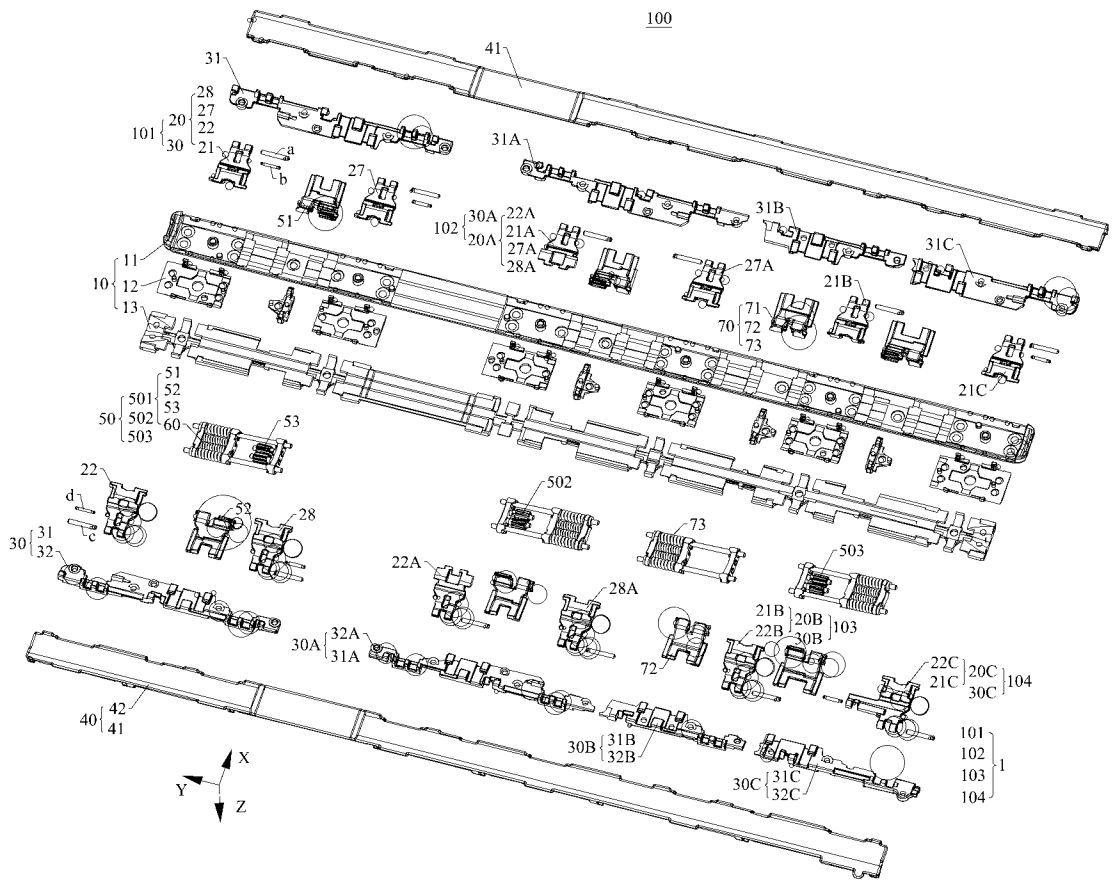 100
41
31
28
20 27
101 22
30 21
a
b
27
51
31A
30A 22A
102 21A
20A 27A
28A
31B
31C
27A
21B
71
70 72
73
21C
11
10 12
13
51
501 52
50 502 53
503 60
53
22
d
c
52
28
31
30 32
502
73
503
22A
28A
21B
20B
22B 103
30B
72
22C
20C
21C 104
30C
32A
30A
31A
42
40
41
31B
30B
32B
31C
30C
32C
101
102
1
103
104
X
Y
Z